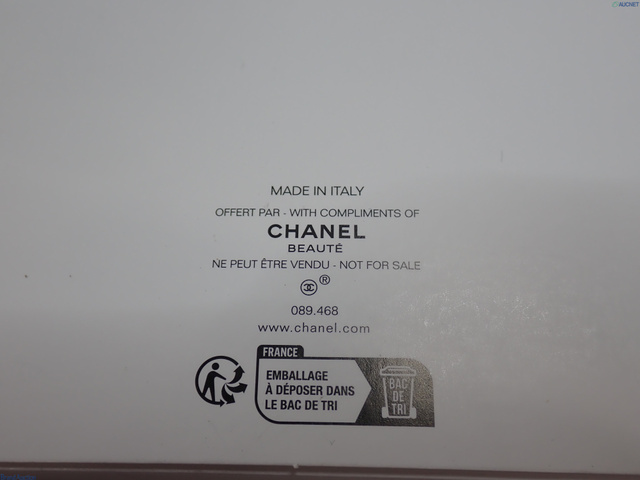 AUCNET
MADE IN ITALY
OFFERT PAR - WITH COMPLIMENTS OF
CHANEL
BEAUTÉ
NE PEUT ÊTRE VENDU - NOT FOR SALE
®
089.468
www.chanel.com
FRANCE
EMBALLAGE
À DÉPOSER DANS
LE BAC DE TRI
BAC
DE
TRI